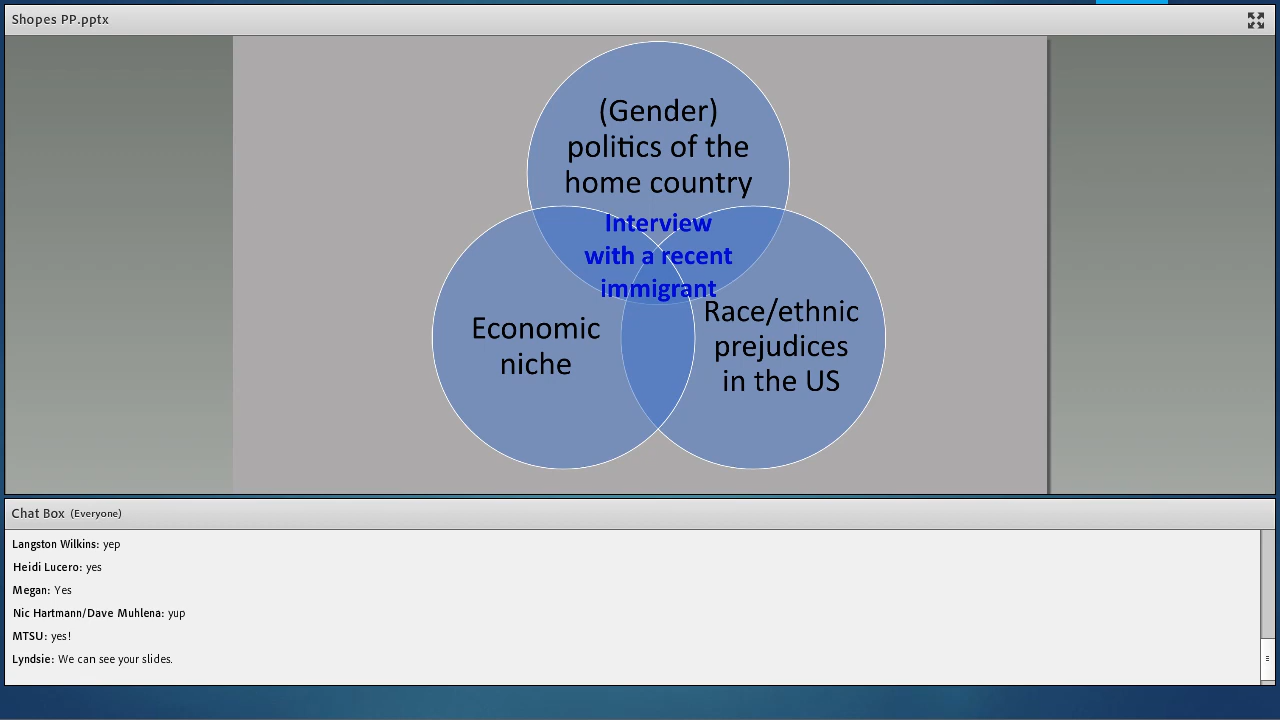 Shopes PP.pptx
(Gender)
politics of the
home country
Interview
with a recent
immigrant
Economic
niche
Race/ethnic
prejudices
in the US
Chat Box (Everyone)
Langston Wilkins: yep
Heidi Lucero: yes
Megan: Yes
Nic Hartmann/Dave Muhlena: yup
MTSU: yes!
Lyndsie: We can see your slides.